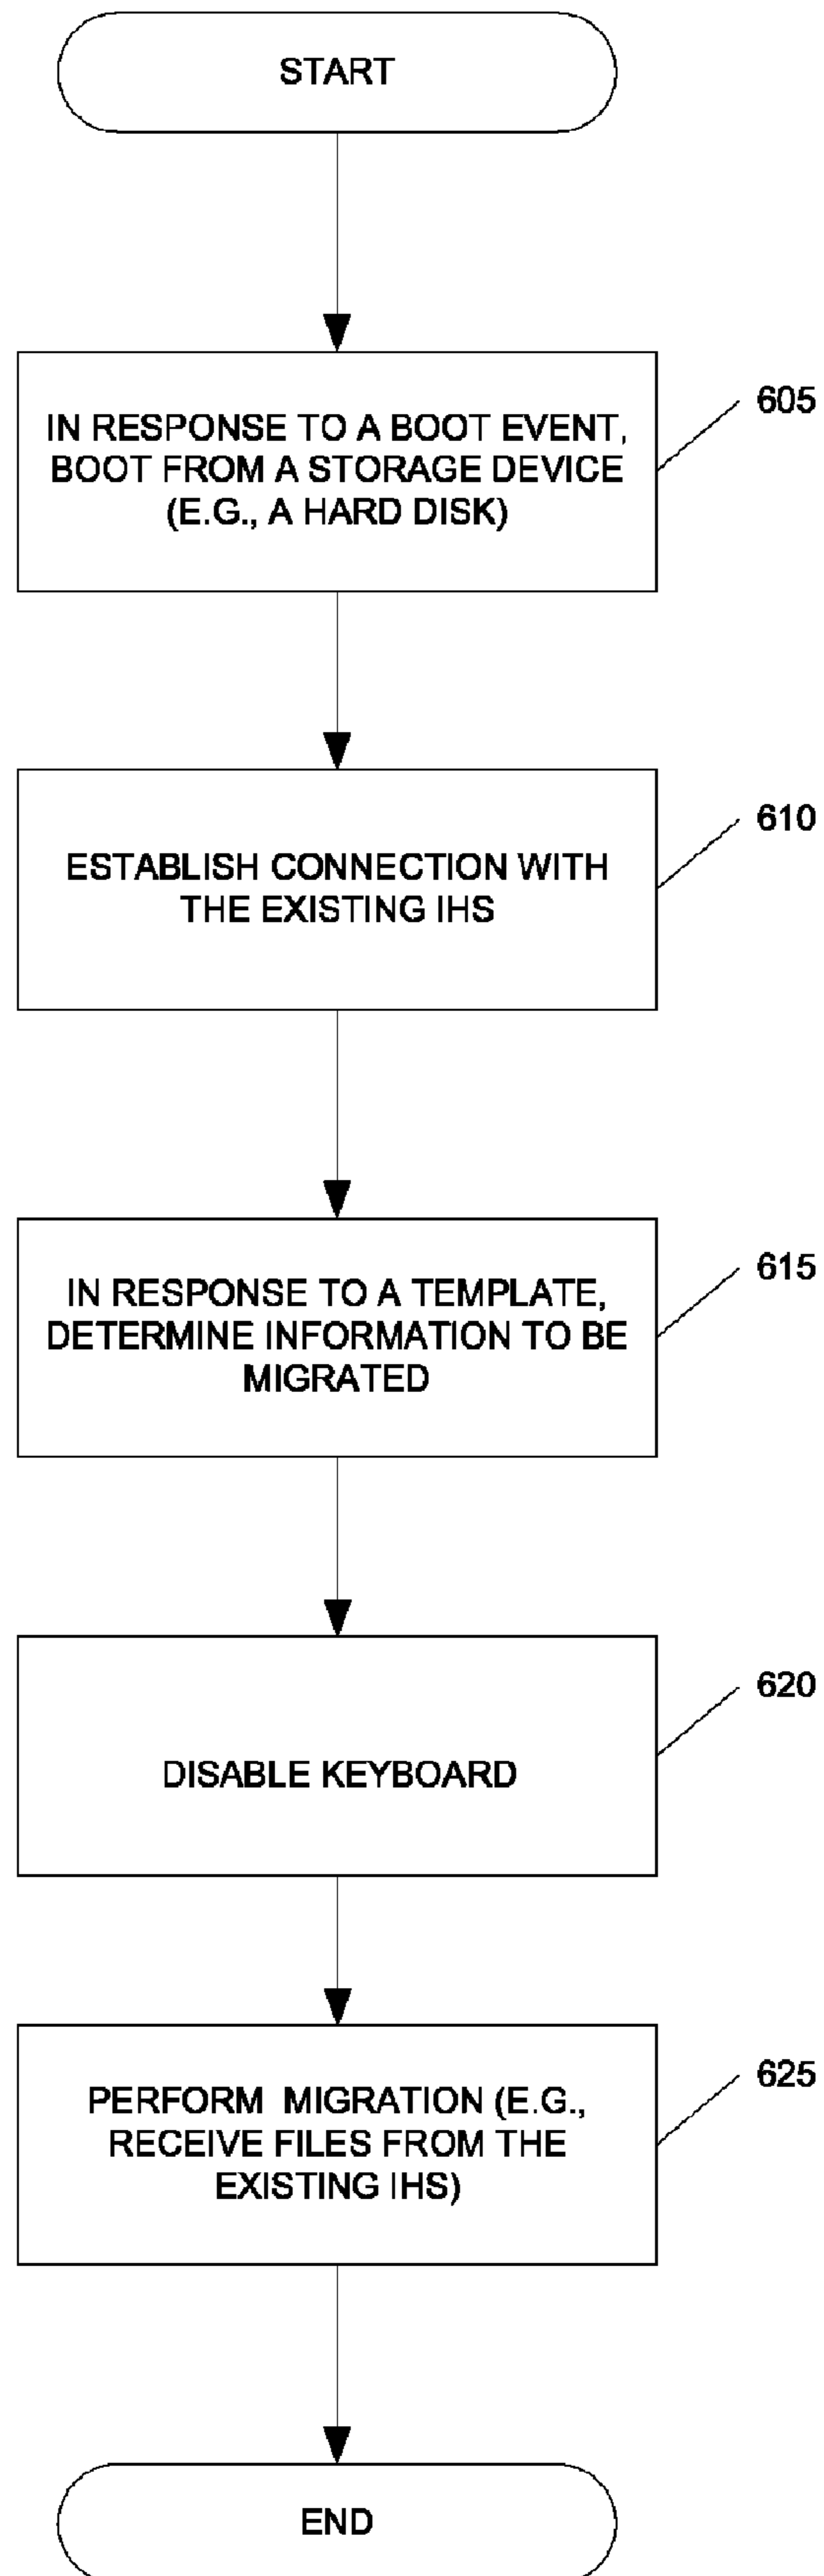 START
IN RESPONSE TO A BOOT EVENT,
BOOT FROM A STORAGE DEVICE
(E.G., A HARD DISK)
605
ESTABLISH CONNECTION WITH
THE EXISTING IHS
610
IN RESPONSE TO A TEMPLATE,
DETERMINE INFORMATION TO BE
MIGRATED
615
DISABLE KEYBOARD
620
PERFORM MIGRATION (E.G.,
RECEIVE FILES FROM THE
EXISTING IHS)
625
END